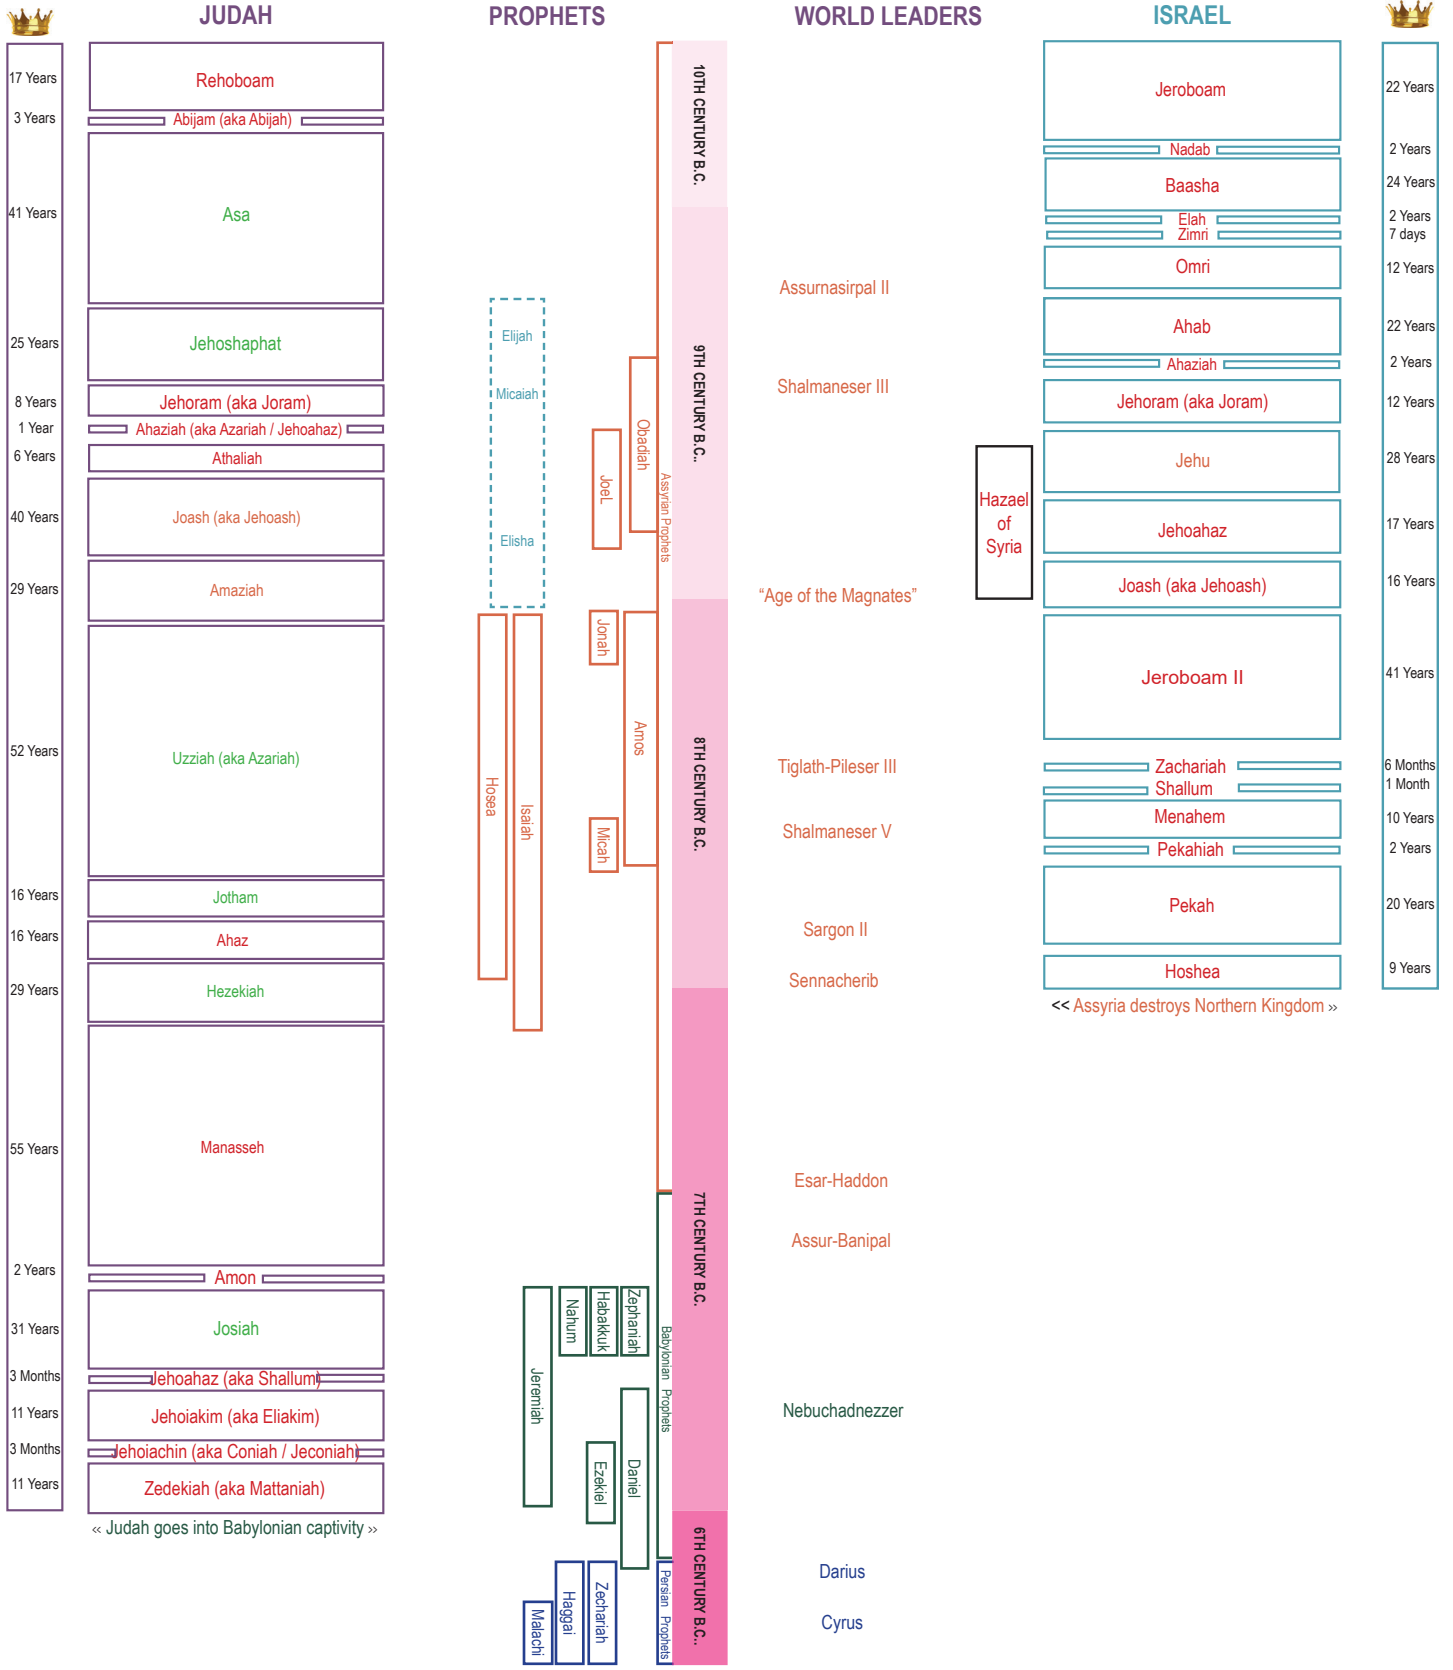 JUDAH
PROPHETS
WORLD LEADERS
ISRAEL
17 Years
3 Years
41 Years
25 Years
8 Years
1 Year
6 Years
40 Years
29 Years
52 Years
16 Years
16 Years
29 Years
55 Years
2 Years
31 Years
3 Months
11 Years
3 Months
11 Years
Rehoboam
Abijam (aka Abijah)
Asa
Jehoshaphat
Jehoram (aka Joram)
Ahaziah (aka Azariah / Jehoahaz)
Athaliah
Joash (aka Jehoash)
Amaziah
Uzziah (aka Azariah)
Jotham
Ahaz
Hezekiah
Manasseh
Amon
Josiah
Jehoahaz (aka Shallum)
Jehoiakim (aka Eliakim)
Jehoiachin (aka Coniah / Jeconiah)
Zedekiah (aka Mattaniah)
« Judah goes into Babylonian captivity »
Elijah
Micaiah
Elisha
Obadiah
JoeL
Jonah
Amos
Hosea
Isaiah
Micah
Zephaniah
Habakkuk
Nahum
Jeremiah
Daniel
Ezekiel
Zechariah
Haggai
Malachi
Assyrian Prophets
Babylonian Prophets
Persian Prophets
10TH CENTURY B.C.
9TH CENTURY B.C..
8TH CENTURY B.C.
7TH CENTURY B.C.
6TH CENTURY B.C..
Assurnasirpal II
Shalmaneser III
“Age of the Magnates”
Tiglath-Pileser III
Shalmaneser V
Sargon II
Sennacherib
Esar-Haddon
Assur-Banipal
Nebuchadnezzer
Darius
Cyrus
Hazael
of
Syria
Jeroboam
Nadab
Baasha
Elah
Zimri
Omri
Ahab
Ahaziah
Jehoram (aka Joram)
Jehu
Jehoahaz
Joash (aka Jehoash)
Jeroboam II
Zachariah
Shallum
Menahem
Pekahiah
Pekah
Hoshea
<< Assyria destroys Northern Kingdom »
22 Years
2 Years
24 Years
2 Years
7 days
12 Years
22 Years
2 Years
12 Years
28 Years
17 Years
16 Years
41 Years
6 Months
1 Month
10 Years
2 Years
20 Years
9 Years